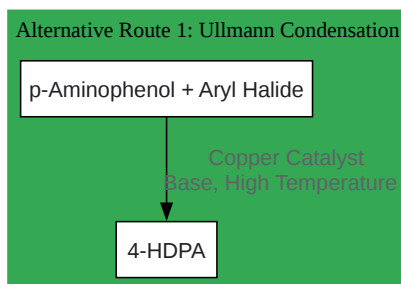 Alternative Route 1: Ullmann Condensation
p-Aminophenol + Aryl Halide
Copper Catalyst
Base, High Temperature
4-HDPA